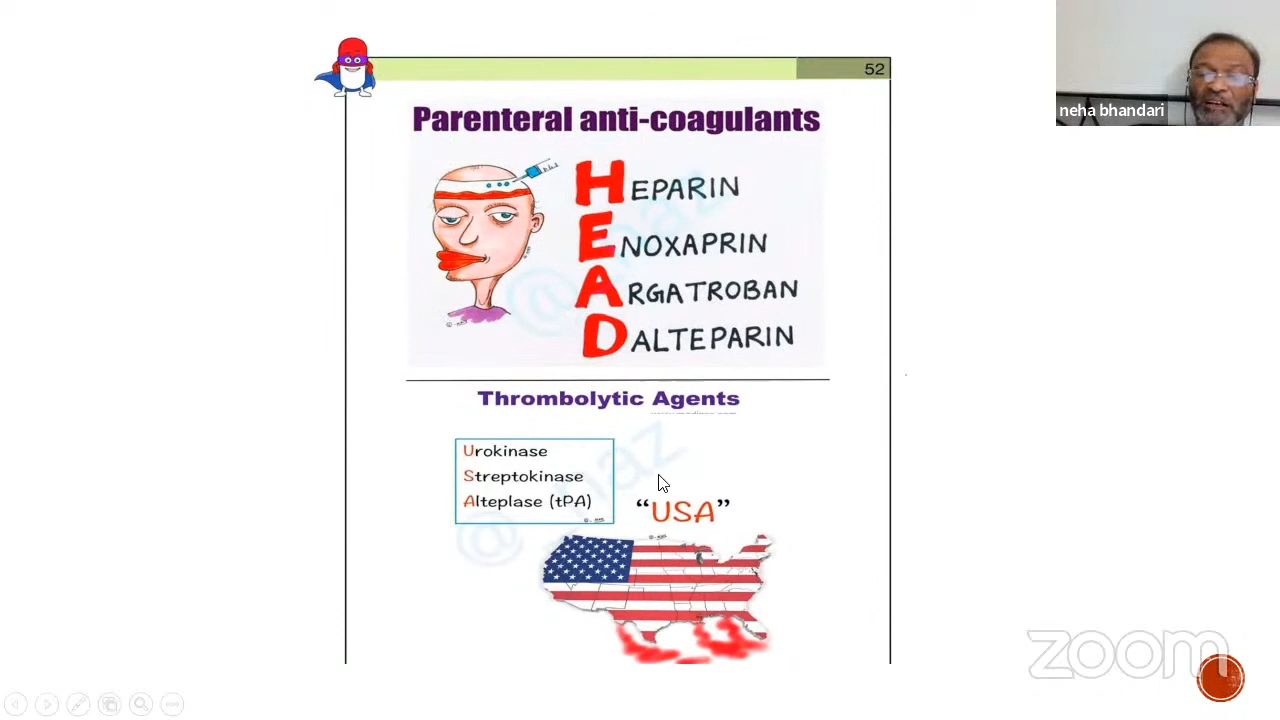 52
neha bhandari
Parenteral anti-coagulants
HEPARIN
ENOXAPRIN
ARGATROBAN
DALTEPARIN
Thrombolytic Agents
Urokinase
Streptokinase
Alteplase (tPA)
“USA”
zoom